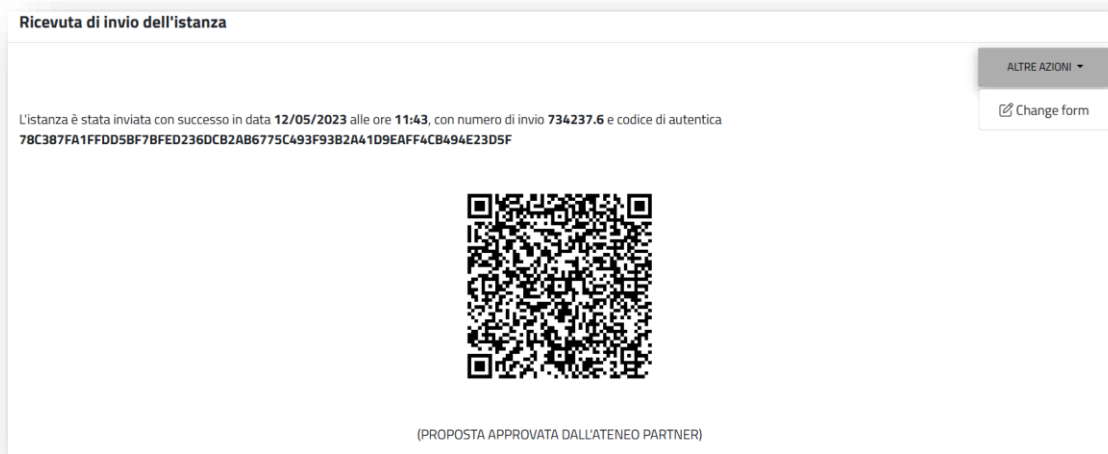 Ricevuta di invio dell'istanza
ALTRE AZIONI
Change form
L'istanza è stata inviata con successo in data 12/05/2023 alle ore 11:43, con numero di invio 734237.6 e codice di autentica
78C387FA1FFDD5BF7BFED236DCB2AB6775C493F93B2A41D9EAFF4CB494E23D5F
(PROPOSTA APPROVATA DALL'ATENEO PARTNER)